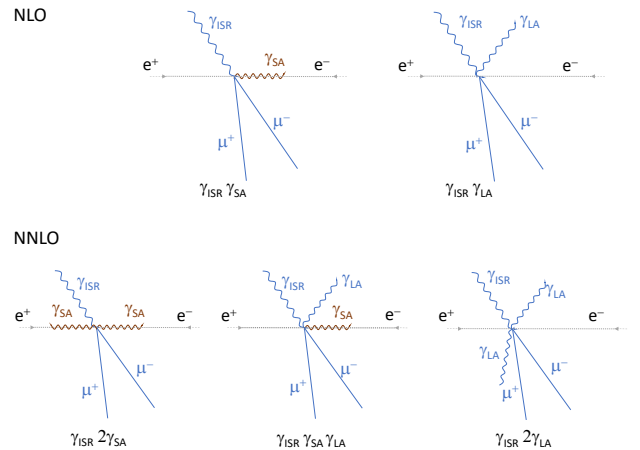 NLO
γISR
γSA
e+
e−
μ+
μ−
γISR γSA
γISR
γLA
e+
e−
μ+
μ−
γISR γLA
NNLO
γISR
γSA
γSA
e+
e−
μ+
μ−
γISR 2γSA
γISR
γLA
γSA
e+
e−
μ+
μ−
γISR γSA γLA
γISR
γLA
e+
e−
γLA
μ+
μ−
γISR 2γLA